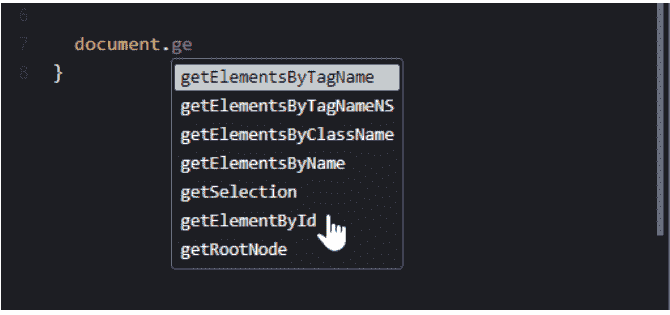 6
7 document.ge
8 }
getElementsByTagName
getElementsByTagNameNS
getElementsByClassName
getElementsByName
getSelection
getElementById
getRootNode